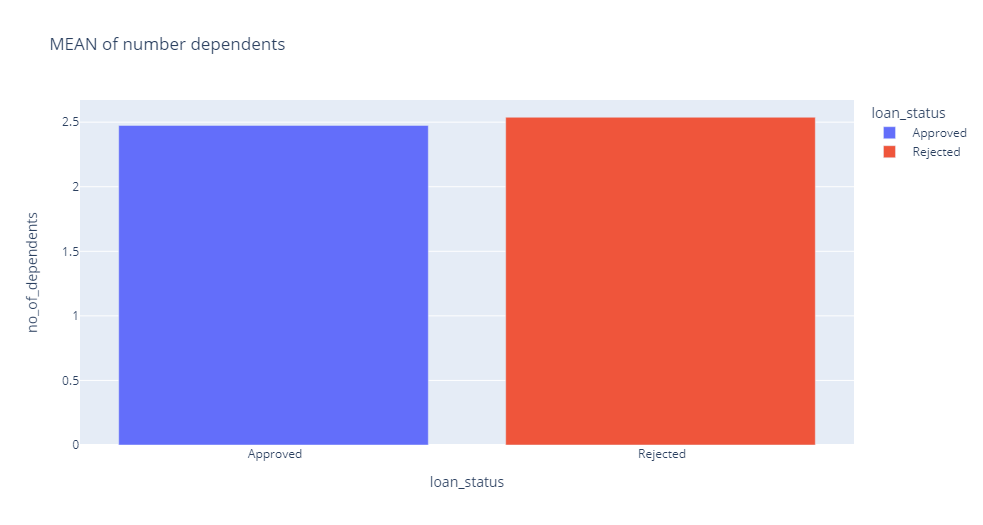 MEAN of number dependents
loan_status
Approved
Rejected
2.5
2
1.5
1
0.5
0
no_of_dependents
Approved
Rejected
loan_status